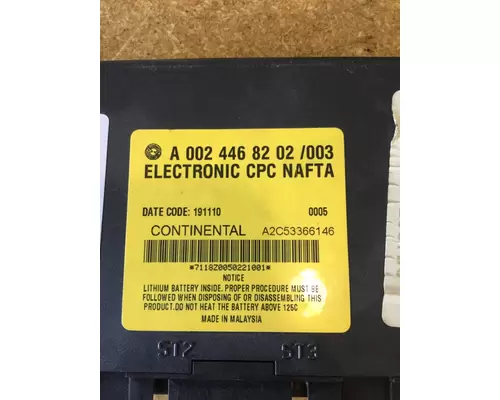 A 002 446 82 02 /003
ELECTRONIC CPC NAFTA
DATE CODE: 191110 0005
CONTINENTAL A2C53366146
*7118Z0050221001*
NOTICE
LITHIUM BATTERY INSIDE. PROPER PROCEDURE MUST BE
FOLLOWED WHEN DISPOSING OF OR DISASSEMBLING THIS
PRODUCT.DO NOT HEAT THE BATTERY ABOVE 125C
MADE IN MALAYSIA
ST2 ST3